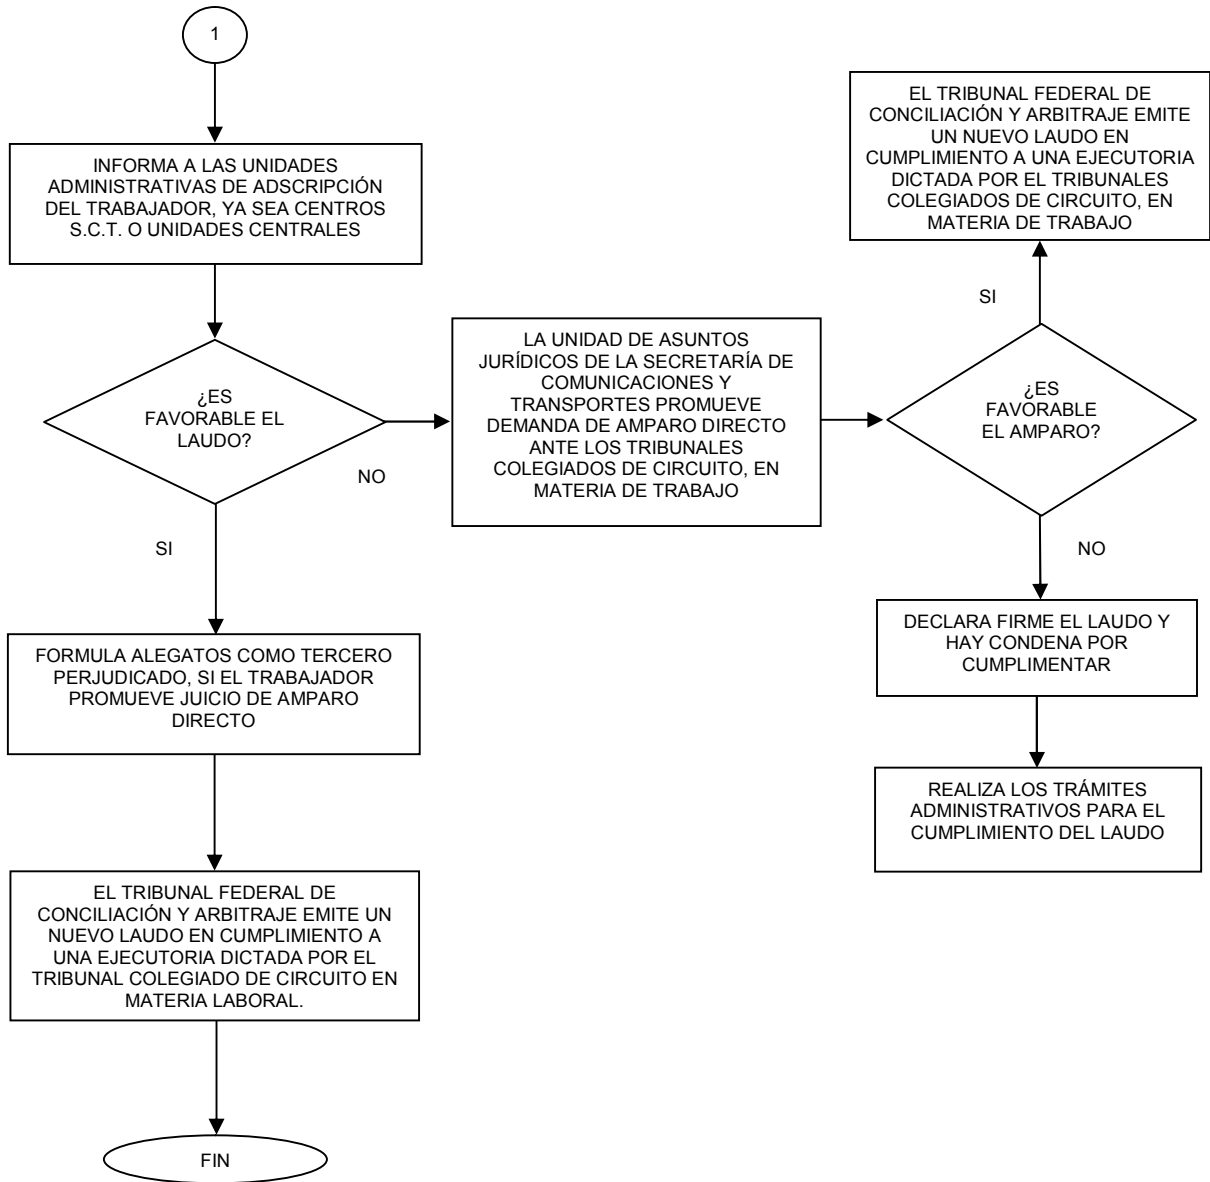 1
INFORMA A LAS UNIDADES
ADMINISTRATIVAS DE ADSCRIPCIÓN
DEL TRABAJADOR, YA SEA CENTROS
S.C.T. O UNIDADES CENTRALES
¿ES
FAVORABLE EL
LAUDO?
NO
SI
LA UNIDAD DE ASUNTOS
JURÍDICOS DE LA SECRETARÍA DE
COMUNICACIONES Y
TRANSPORTES PROMUEVE
DEMANDA DE AMPARO DIRECTO
ANTE LOS TRIBUNALES
COLEGIADOS DE CIRCUITO, EN
MATERIA DE TRABAJO
EL TRIBUNAL FEDERAL DE
CONCILIACIÓN Y ARBITRAJE EMITE
UN NUEVO LAUDO EN
CUMPLIMIENTO A UNA EJECUTORIA
DICTADA POR EL TRIBUNALES
COLEGIADOS DE CIRCUITO, EN
MATERIA DE TRABAJO
SI
¿ES
FAVORABLE
EL AMPARO?
NO
DECLARA FIRME EL LAUDO Y
HAY CONDENA POR
CUMPLIMENTAR
REALIZA LOS TRÁMITES
ADMINISTRATIVOS PARA EL
CUMPLIMIENTO DEL LAUDO
FORMULA ALEGATOS COMO TERCERO
PERJUDICADO, SI EL TRABAJADOR
PROMUEVE JUICIO DE AMPARO
DIRECTO
EL TRIBUNAL FEDERAL DE
CONCILIACIÓN Y ARBITRAJE EMITE UN
NUEVO LAUDO EN CUMPLIMIENTO A
UNA EJECUTORIA DICTADA POR EL
TRIBUNAL COLEGIADO DE CIRCUITO EN
MATERIA LABORAL.
FIN